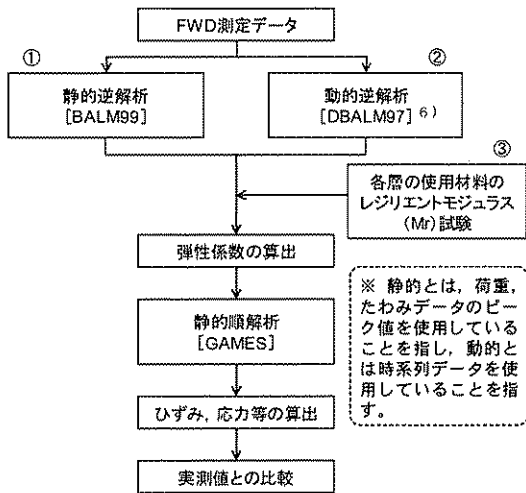 FWD測定データ
①
静的逆解析
[BALM99]
②
動的逆解析
[DBALM97] 6)
③
各層の使用材料の
レジリエントモジュラス
(Mr)試験
弾性係数の算出
静的順解析
[GAMES]
ひずみ，応力等の算出
実測値との比較
※ 静的とは，荷重，
たわみデータのピー
ク値を使用している
ことを指し，動的と
は時系列データを使
用していることを指
す。